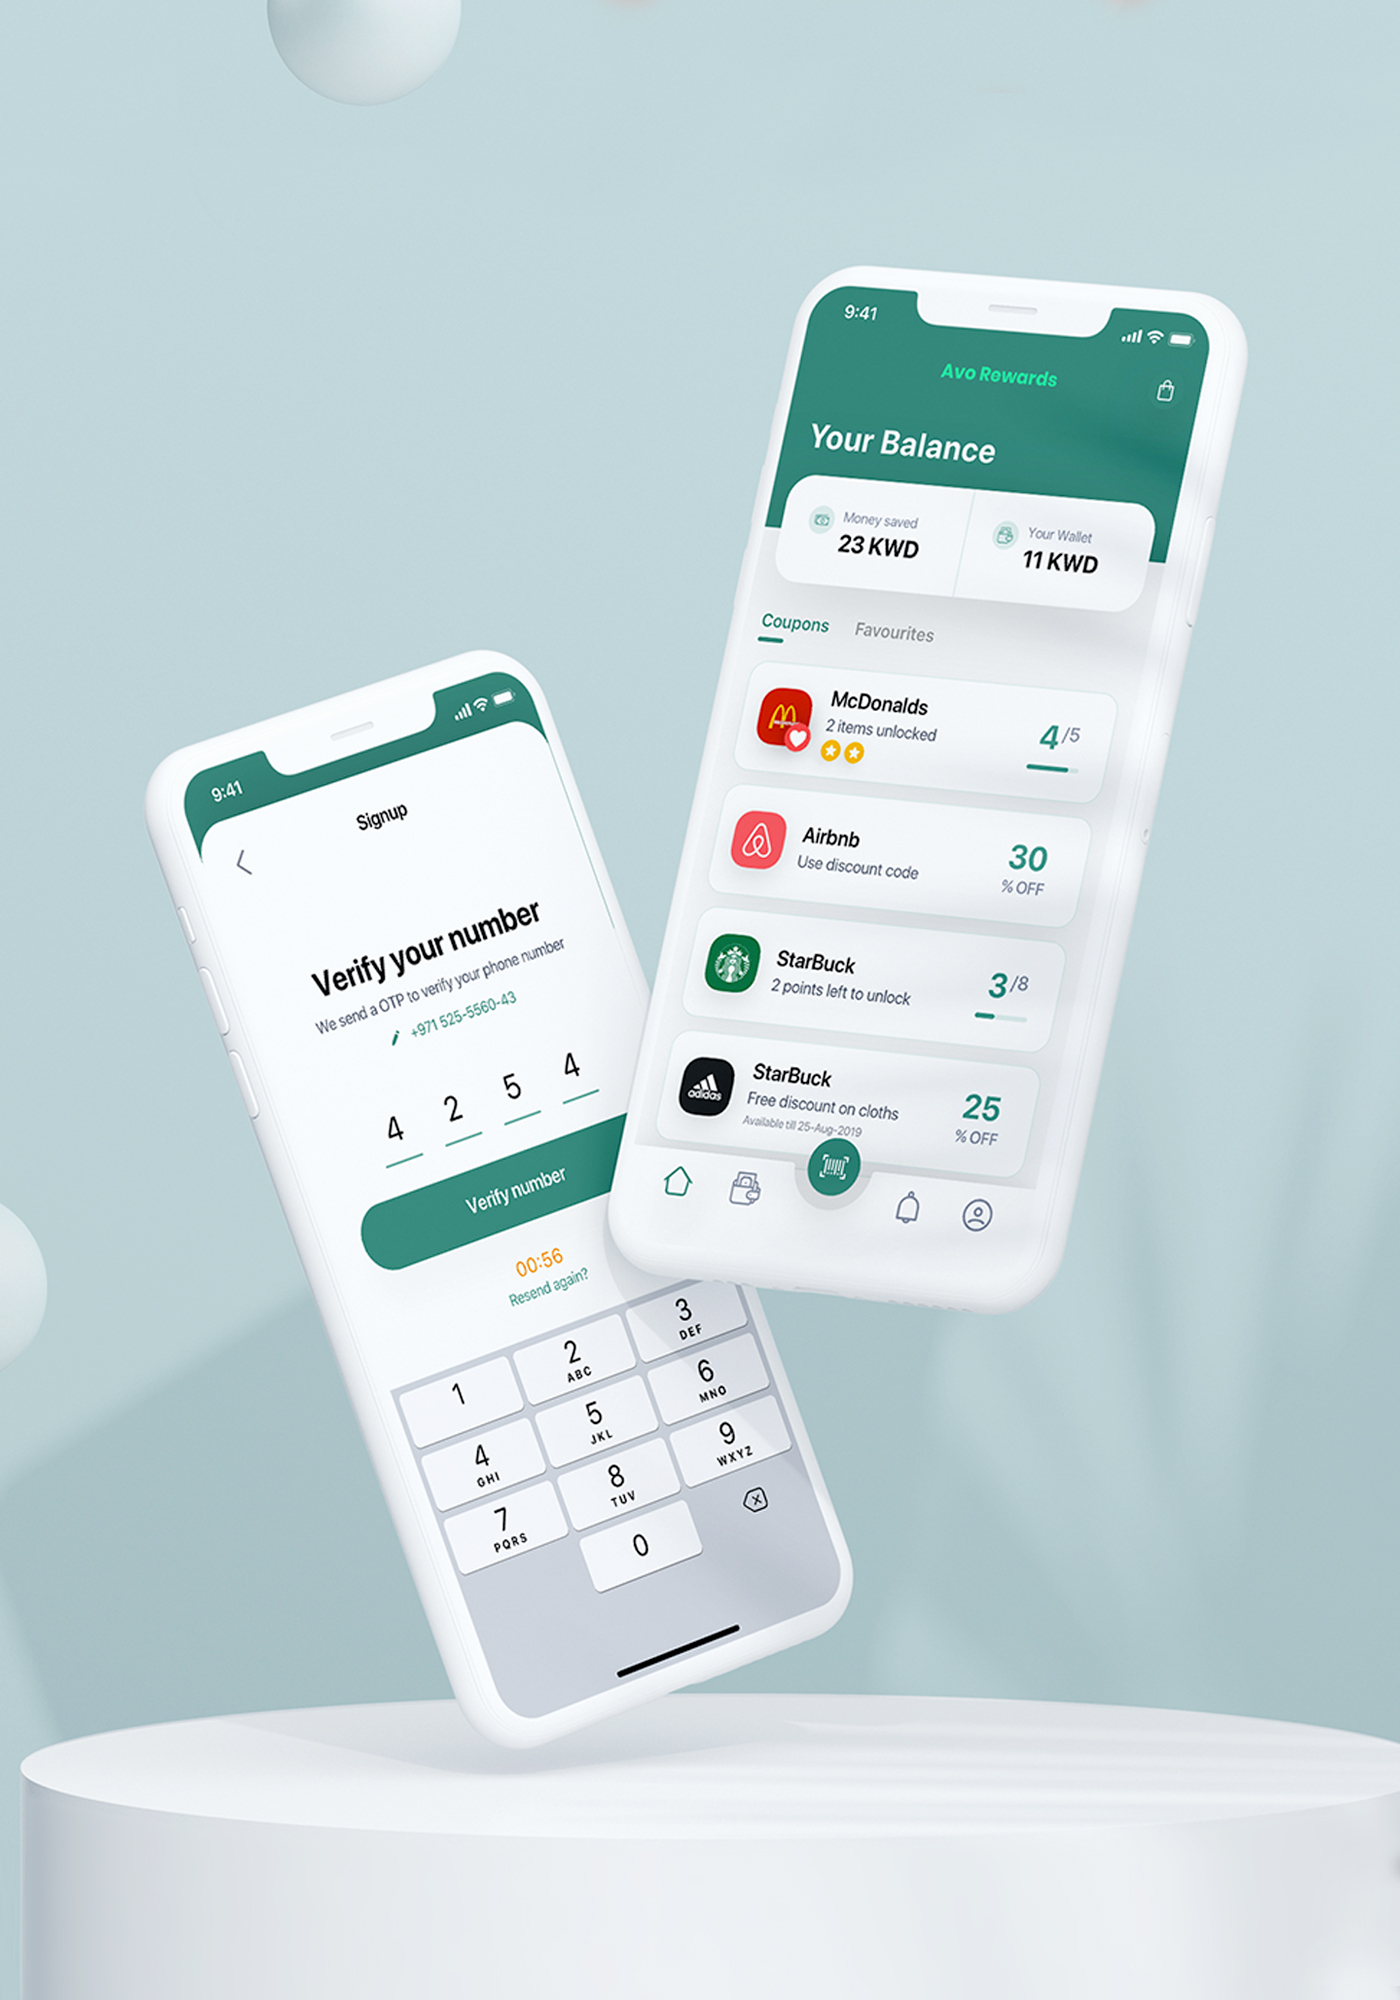 9:41
Avo Rewards
Your Balance
Money saved
23 KWD
Your Wallet
11 KWD
Coupons
Favourites
McDonalds
2 items unlocked
4/5
Airbnb
Use discount code
30
% OFF
StarBuck
2 points left to unlock
3/8
adidas
StarBuck
Free discount on cloths
Available till 25-Aug-2019
25
% OFF
9:41
Signup
Verify your number
We send a OTP to verify your phone number
+971 525-5560-43
4 2 5 4
Verify number
00:56
Resend again?
1
2
ABC
3
DEF
4
GHI
5
JKL
6
MNO
7
PQRS
8
TUV
9
WXYZ
0